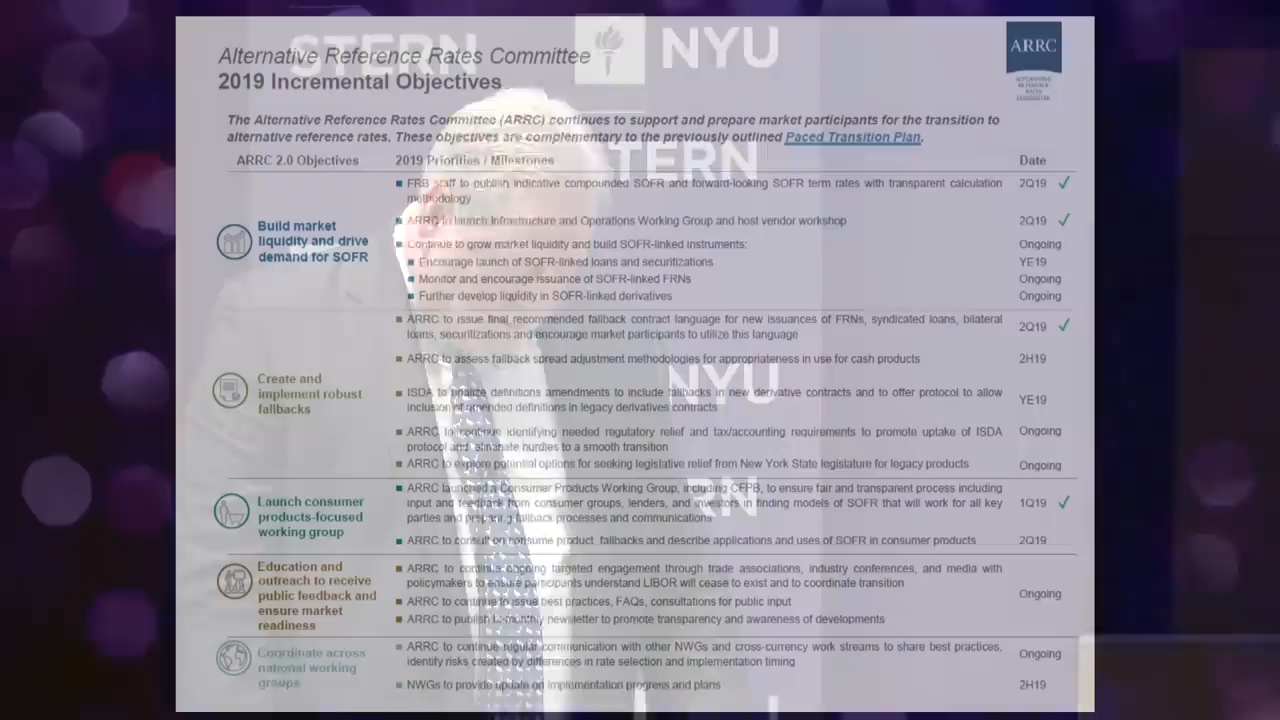 STERN
NYU
Alternative Reference Rates Committee
2019 Incremental Objectives
ARRC
ALTERNATIVE
REFERENCE
RATES
COMMITTEE
The Alternative Reference Rates Committee (ARRC) continues to support and prepare market participants for the transition to
alternative reference rates. These objectives are complementary to the previously outlined Paced Transition Plan.
STERN
ARRC 2.0 Objectives
2019 Priorities / Milestones
Date
Build market
liquidity and drive
demand for SOFR
FRB staff to publish indicative compounded SOFR and forward-looking SOFR term rates with transparent calculation
methodology
2Q19 ✓
ARRC to launch Infrastructure and Operations Working Group and host vendor workshop
2Q19 ✓
Continue to grow market liquidity and build SOFR-linked instruments:
Ongoing
Encourage launch of SOFR-linked loans and securitizations
YE19
Monitor and encourage issuance of SOFR-linked FRNs
Ongoing
Further develop liquidity in SOFR-linked derivatives
Ongoing
Create and
implement robust
fallbacks
ARRC to issue final recommended fallback contract language for new issuances of FRNs, syndicated loans, bilateral
loans, securitizations and encourage market participants to utilize this language
2Q19 ✓
ARRC to assess fallback spread adjustment methodologies for appropriateness in use for cash products
2H19
NYU
ISDA to finalize definitions amendments to include fallbacks in new derivative contracts and to offer protocol to allow
inclusion of amended definitions in legacy derivatives contracts
YE19
ARRC to continue identifying needed regulatory relief and tax/accounting requirements to promote uptake of ISDA
protocol and eliminate hurdles to a smooth transition
Ongoing
ARRC to explore potential options for seeking legislative relief from New York State legislature for legacy products
Ongoing
RN
Launch consumer
products-focused
working group
ARRC launched a Consumer Products Working Group, including CFPB, to ensure fair and transparent process including
input and feedback from consumer groups, lenders, and investors in finding models of SOFR that will work for all key
parties and preparing fallback processes and communications
1Q19 ✓
ARRC to consult on consume product fallbacks and describe applications and uses of SOFR in consumer products
2Q19
Education and
outreach to receive
public feedback and
ensure market
readiness
ARRC to continue ongoing targeted engagement through trade associations, industry conferences, and media with
policymakers to ensure participants understand LIBOR will cease to exist and to coordinate transition
ARRC to continue to issue best practices, FAQs, consultations for public input
ARRC to publish bi-monthly newsletter to promote transparency and awareness of developments
Ongoing
Coordinate across
national working
groups
ARRC to continue regular communication with other NWGs and cross-currency work streams to share best practices,
identify risks created by differences in rate selection and implementation timing
Ongoing
NWGs to provide update on implementation progress and plans
2H19